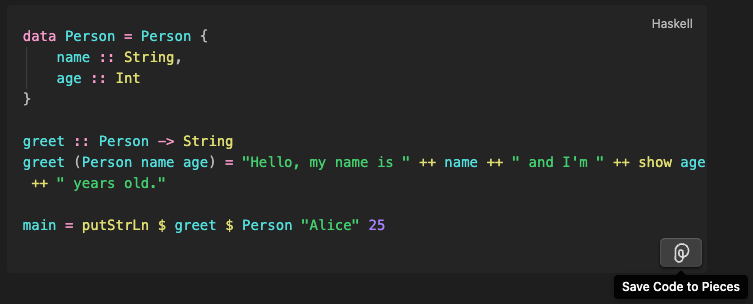 Haskell
data Person = Person {
    name :: String,
    age :: Int
}

greet :: Person -> String
greet (Person name age) = "Hello, my name is " ++ name ++ " and I'm " ++ show age
 ++ " years old."

main = putStrLn $ greet $ Person "Alice" 25
Save Code to Pieces